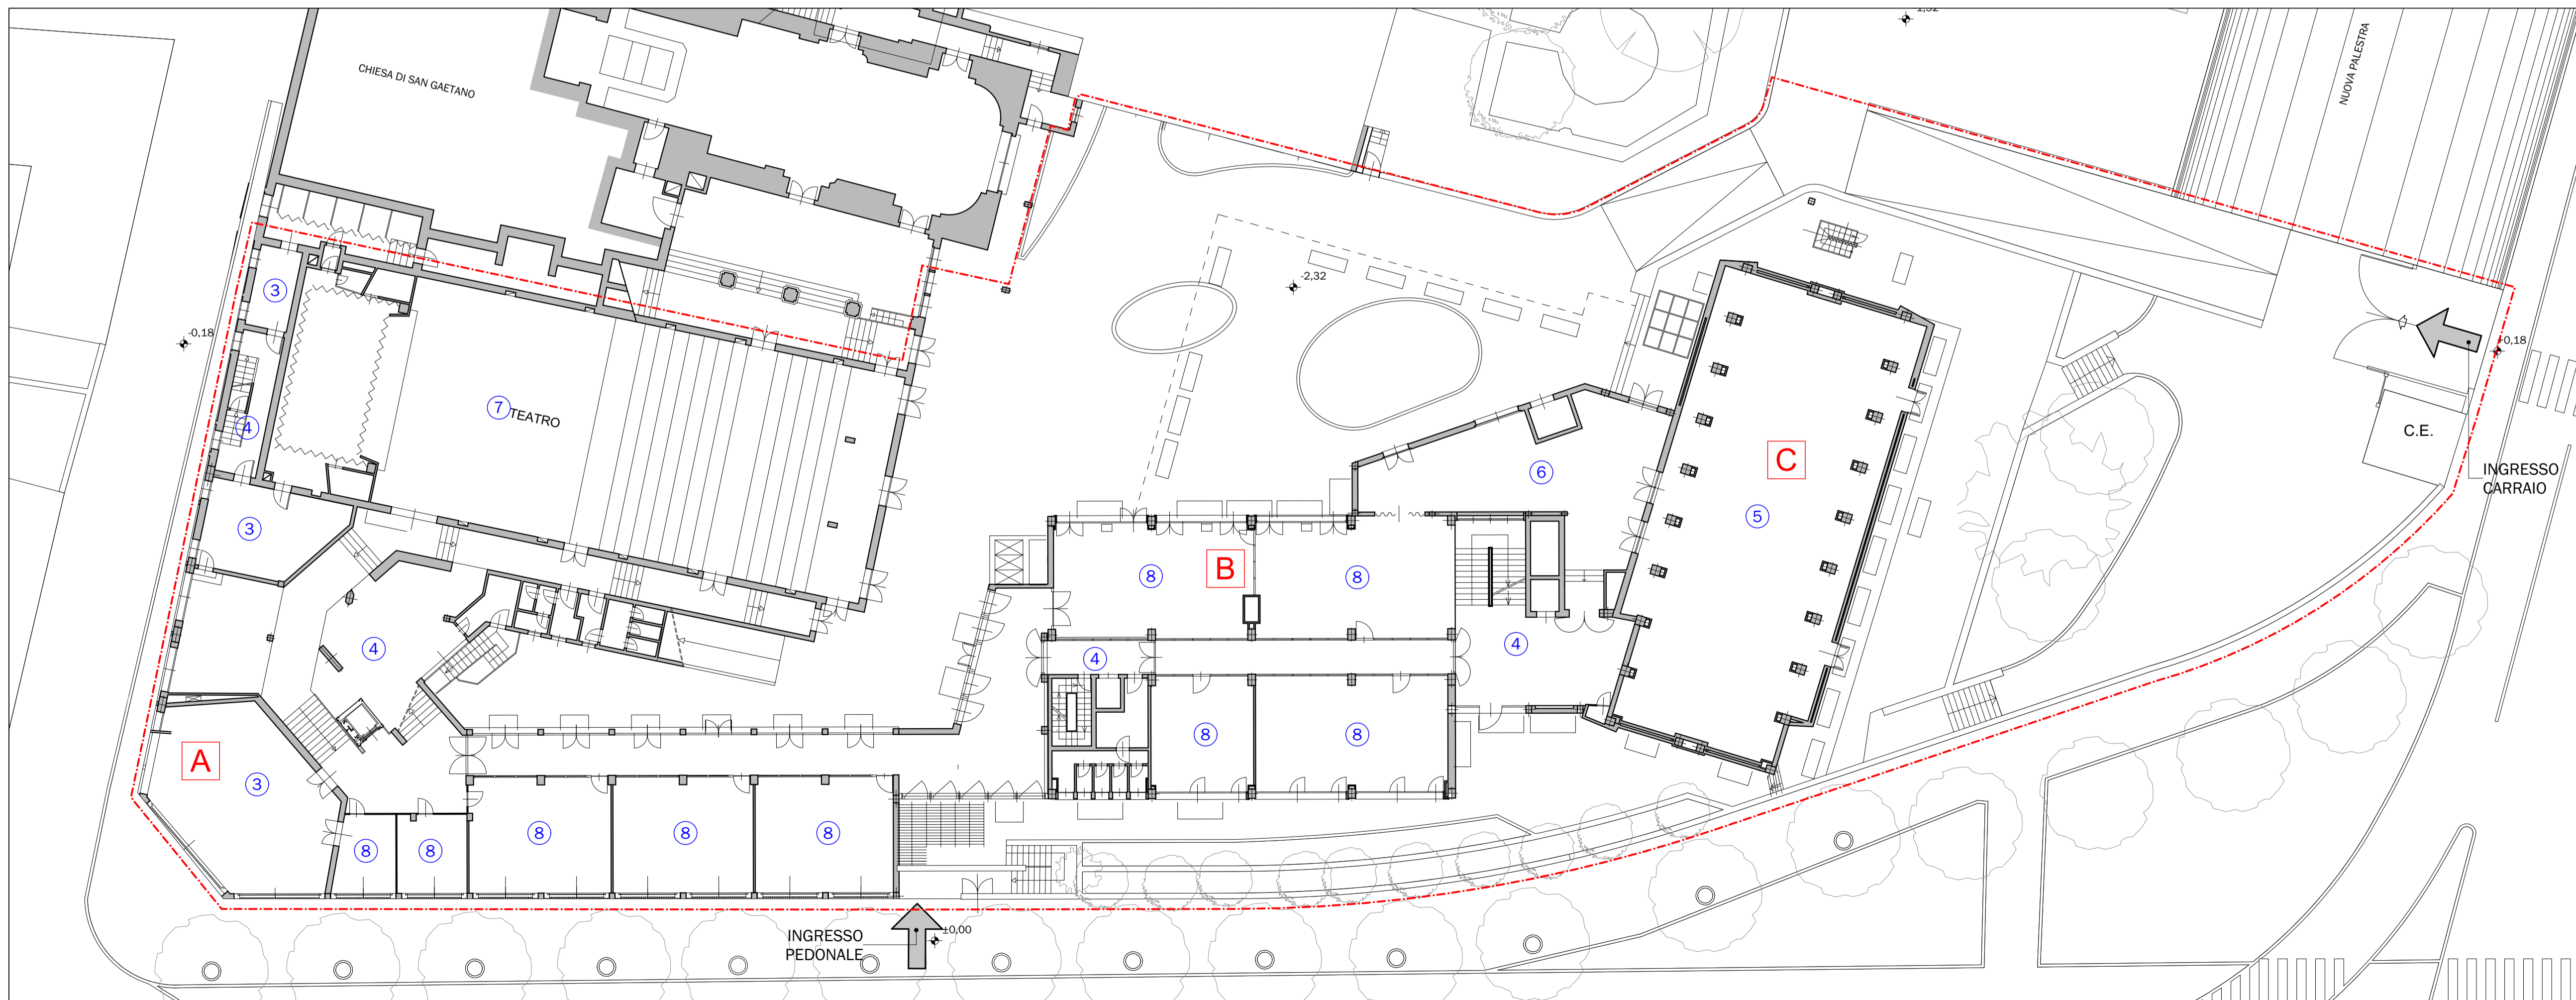 1,52
CHIESA DI SAN GAETANO
NUOVA PALESTRA
-2,32
3
-0,18
+0,18
7 TEATRO
4
C.E.
C
6
INGRESSO
CARRAIO
5
3
B
8
8
4
4
4
8
8
A
3
8
8
8
8
8
INGRESSO
PEDONALE
±0,00